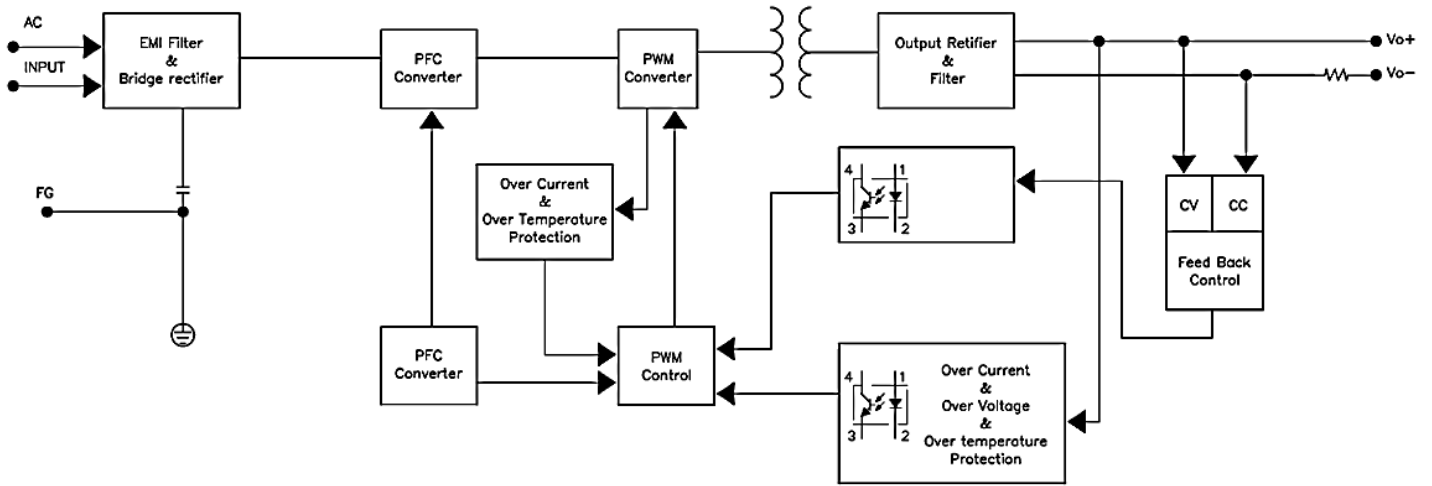 AC
INPUT
EMI Filter
&
Bridge rectifier
PFC
Converter
PWM
Converter
Output Retifier
&
Filter
Vo+
Vo−
FG
Over Current
&
Over Temperature
Protection
4 1
3 2
CV CC
Feed Back
Control
PFC
Converter
PWM
Control
4 1
3 2
Over Current
&
Over Voltage
&
Over temperature
Protection